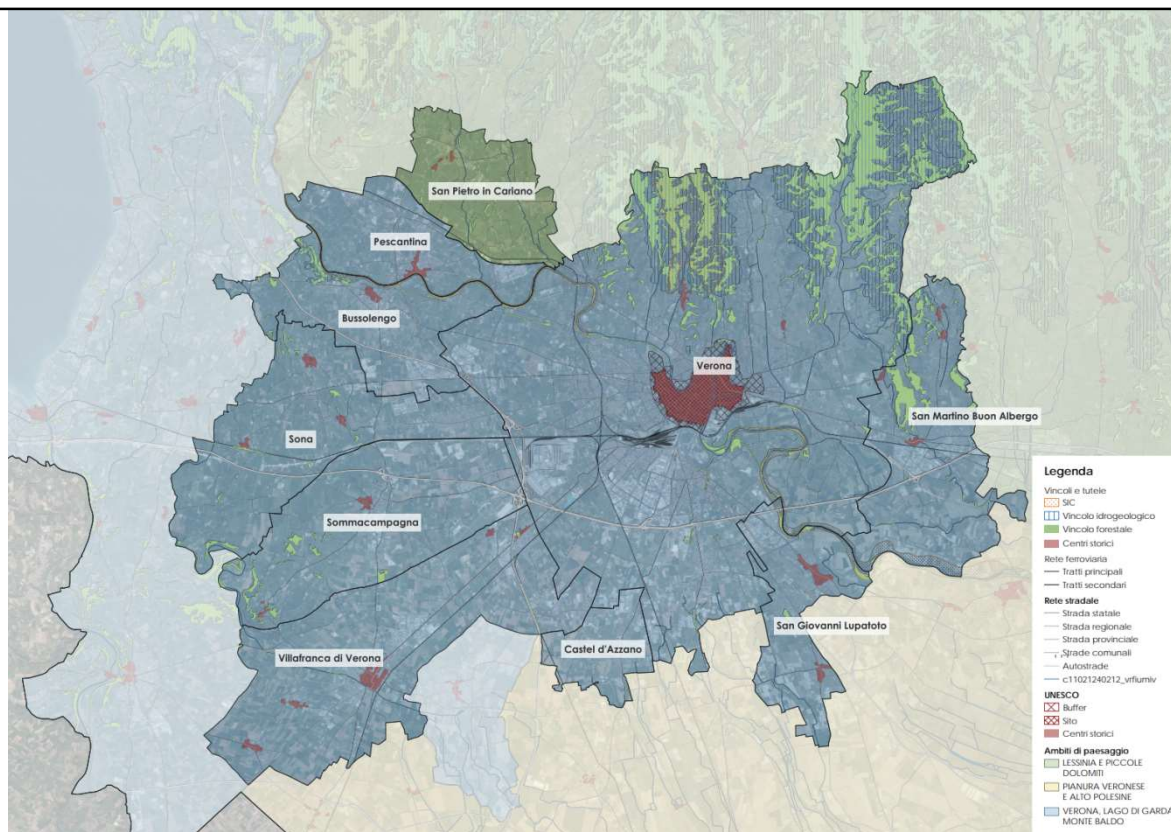 San Pietro in Cariano
Pescantina
Bussolengo
Verona
San Martino Buon Albergo
Sona
Sommacampagna
San Giovanni Lupatoto
Castel d'Azzano
Villafranca di Verona
Legenda
Vincoli e tutele
SIC
Vincolo idrogeologico
Vincolo forestale
Centri storici
Rete ferroviaria
Tratti principali
Tratti secondari
Rete stradale
Strada statale
Strada regionale
Strada provinciale
Strade comunali
Autostrade
c11021240212_vrfiumiv
UNESCO
Buffer
Sito
Centri storici
Ambiti di paesaggio
LESSINIA E PICCOLE
DOLOMITI
PIANURA VERONESE
E ALTO POLESINE
VERONA, LAGO DI GARDA
MONTE BALDO